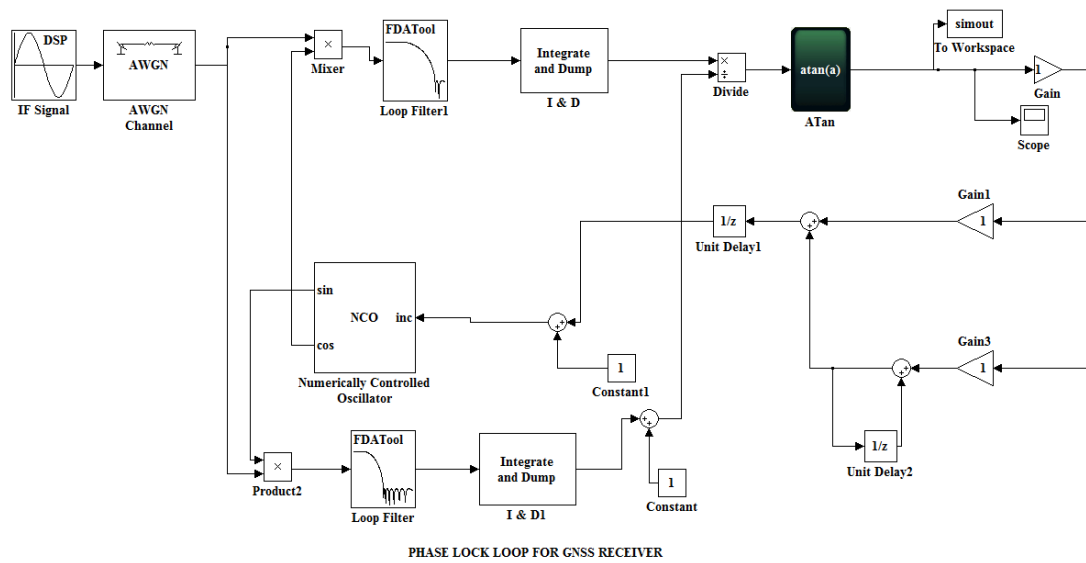 DSP
IF Signal
AWGN
AWGN
Channel
×
Mixer
FDATool
Loop Filter1
Integrate
and Dump
I & D
×
÷
Divide
atan(a)
ATan
simout
To Workspace
1
Gain
Scope
Gain1
1
1/z
Unit Delay1
+
+
sin
NCO
inc
cos
Numerically Controlled
Oscillator
+
+
1
Constant1
Gain3
1
+
+
1/z
Unit Delay2
×
Product2
FDATool
Loop Filter
Integrate
and Dump
I & D1
+
+
1
Constant
PHASE LOCK LOOP FOR GNSS RECEIVER